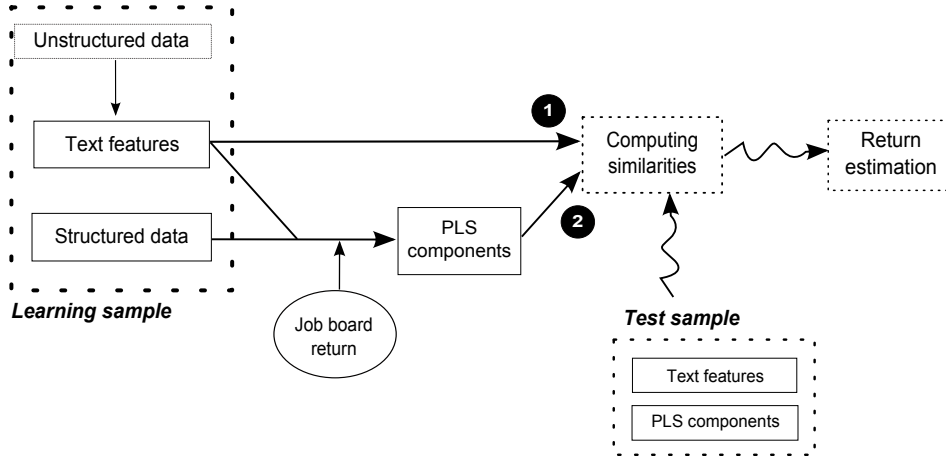 Unstructured data
Text features
Structured data
Learning sample
1
2
PLS
components
Job board
return
Computing
similarities
Return
estimation
Test sample
Text features
PLS components